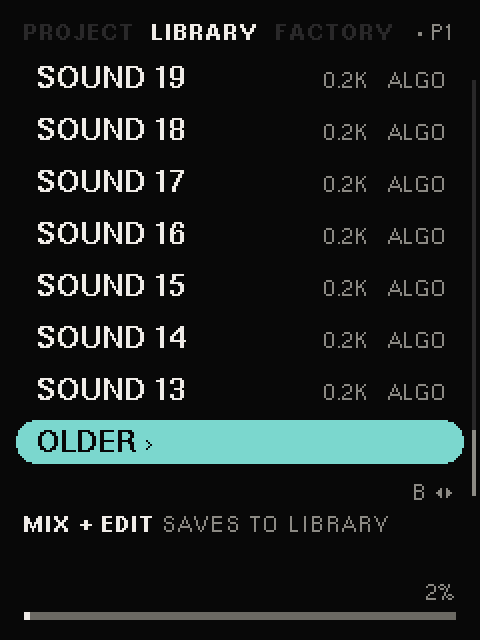 PROJECT LIBRARY FACTORY · P1
SOUND 19 0.2K ALGO
SOUND 18 0.2K ALGO
SOUND 17 0.2K ALGO
SOUND 16 0.2K ALGO
SOUND 15 0.2K ALGO
SOUND 14 0.2K ALGO
SOUND 13 0.2K ALGO
OLDER ›
B
MIX + EDIT SAVES TO LIBRARY
2%